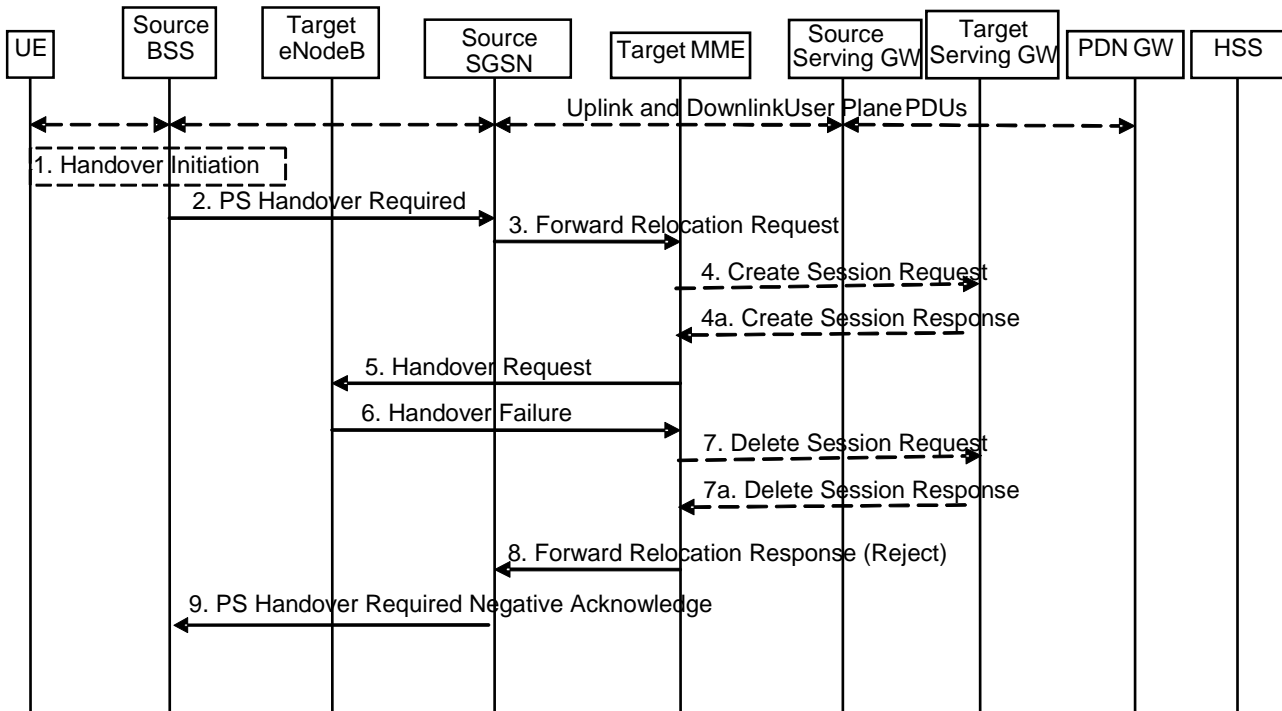 UE
Source
BSS
Target
eNodeB
Source
SGSN
Target MME
Source
Serving GW
Target
Serving GW
PDN GW
HSS
Uplink and DownlinkUser Plane PDUs
1. Handover Initiation
2. PS Handover Required
3. Forward Relocation Request
4. Create Session Request
4a. Create Session Response
5. Handover Request
6. Handover Failure
7. Delete Session Request
7a. Delete Session Response
8. Forward Relocation Response (Reject)
9. PS Handover Required Negative Acknowledge